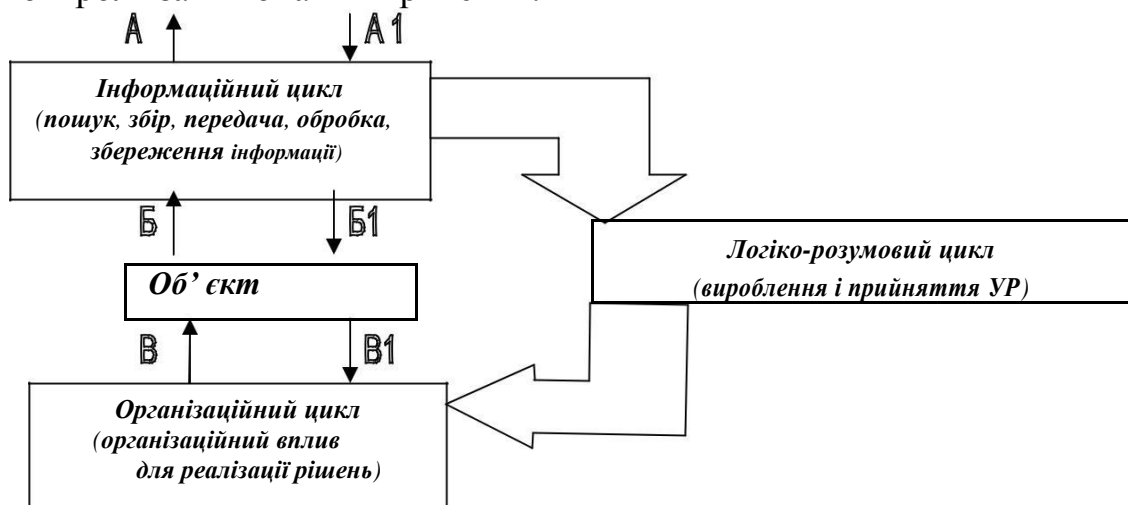 А А1
Інформаційний цикл
(пошук, збір, передача, обробка,
збереження інформації)
Б Б1
Логіко-розумовий цикл
(вироблення і прийняття УР)
Об’ єкт
В В1
Організаційний цикл
(організаційний вплив
для реалізації рішень)